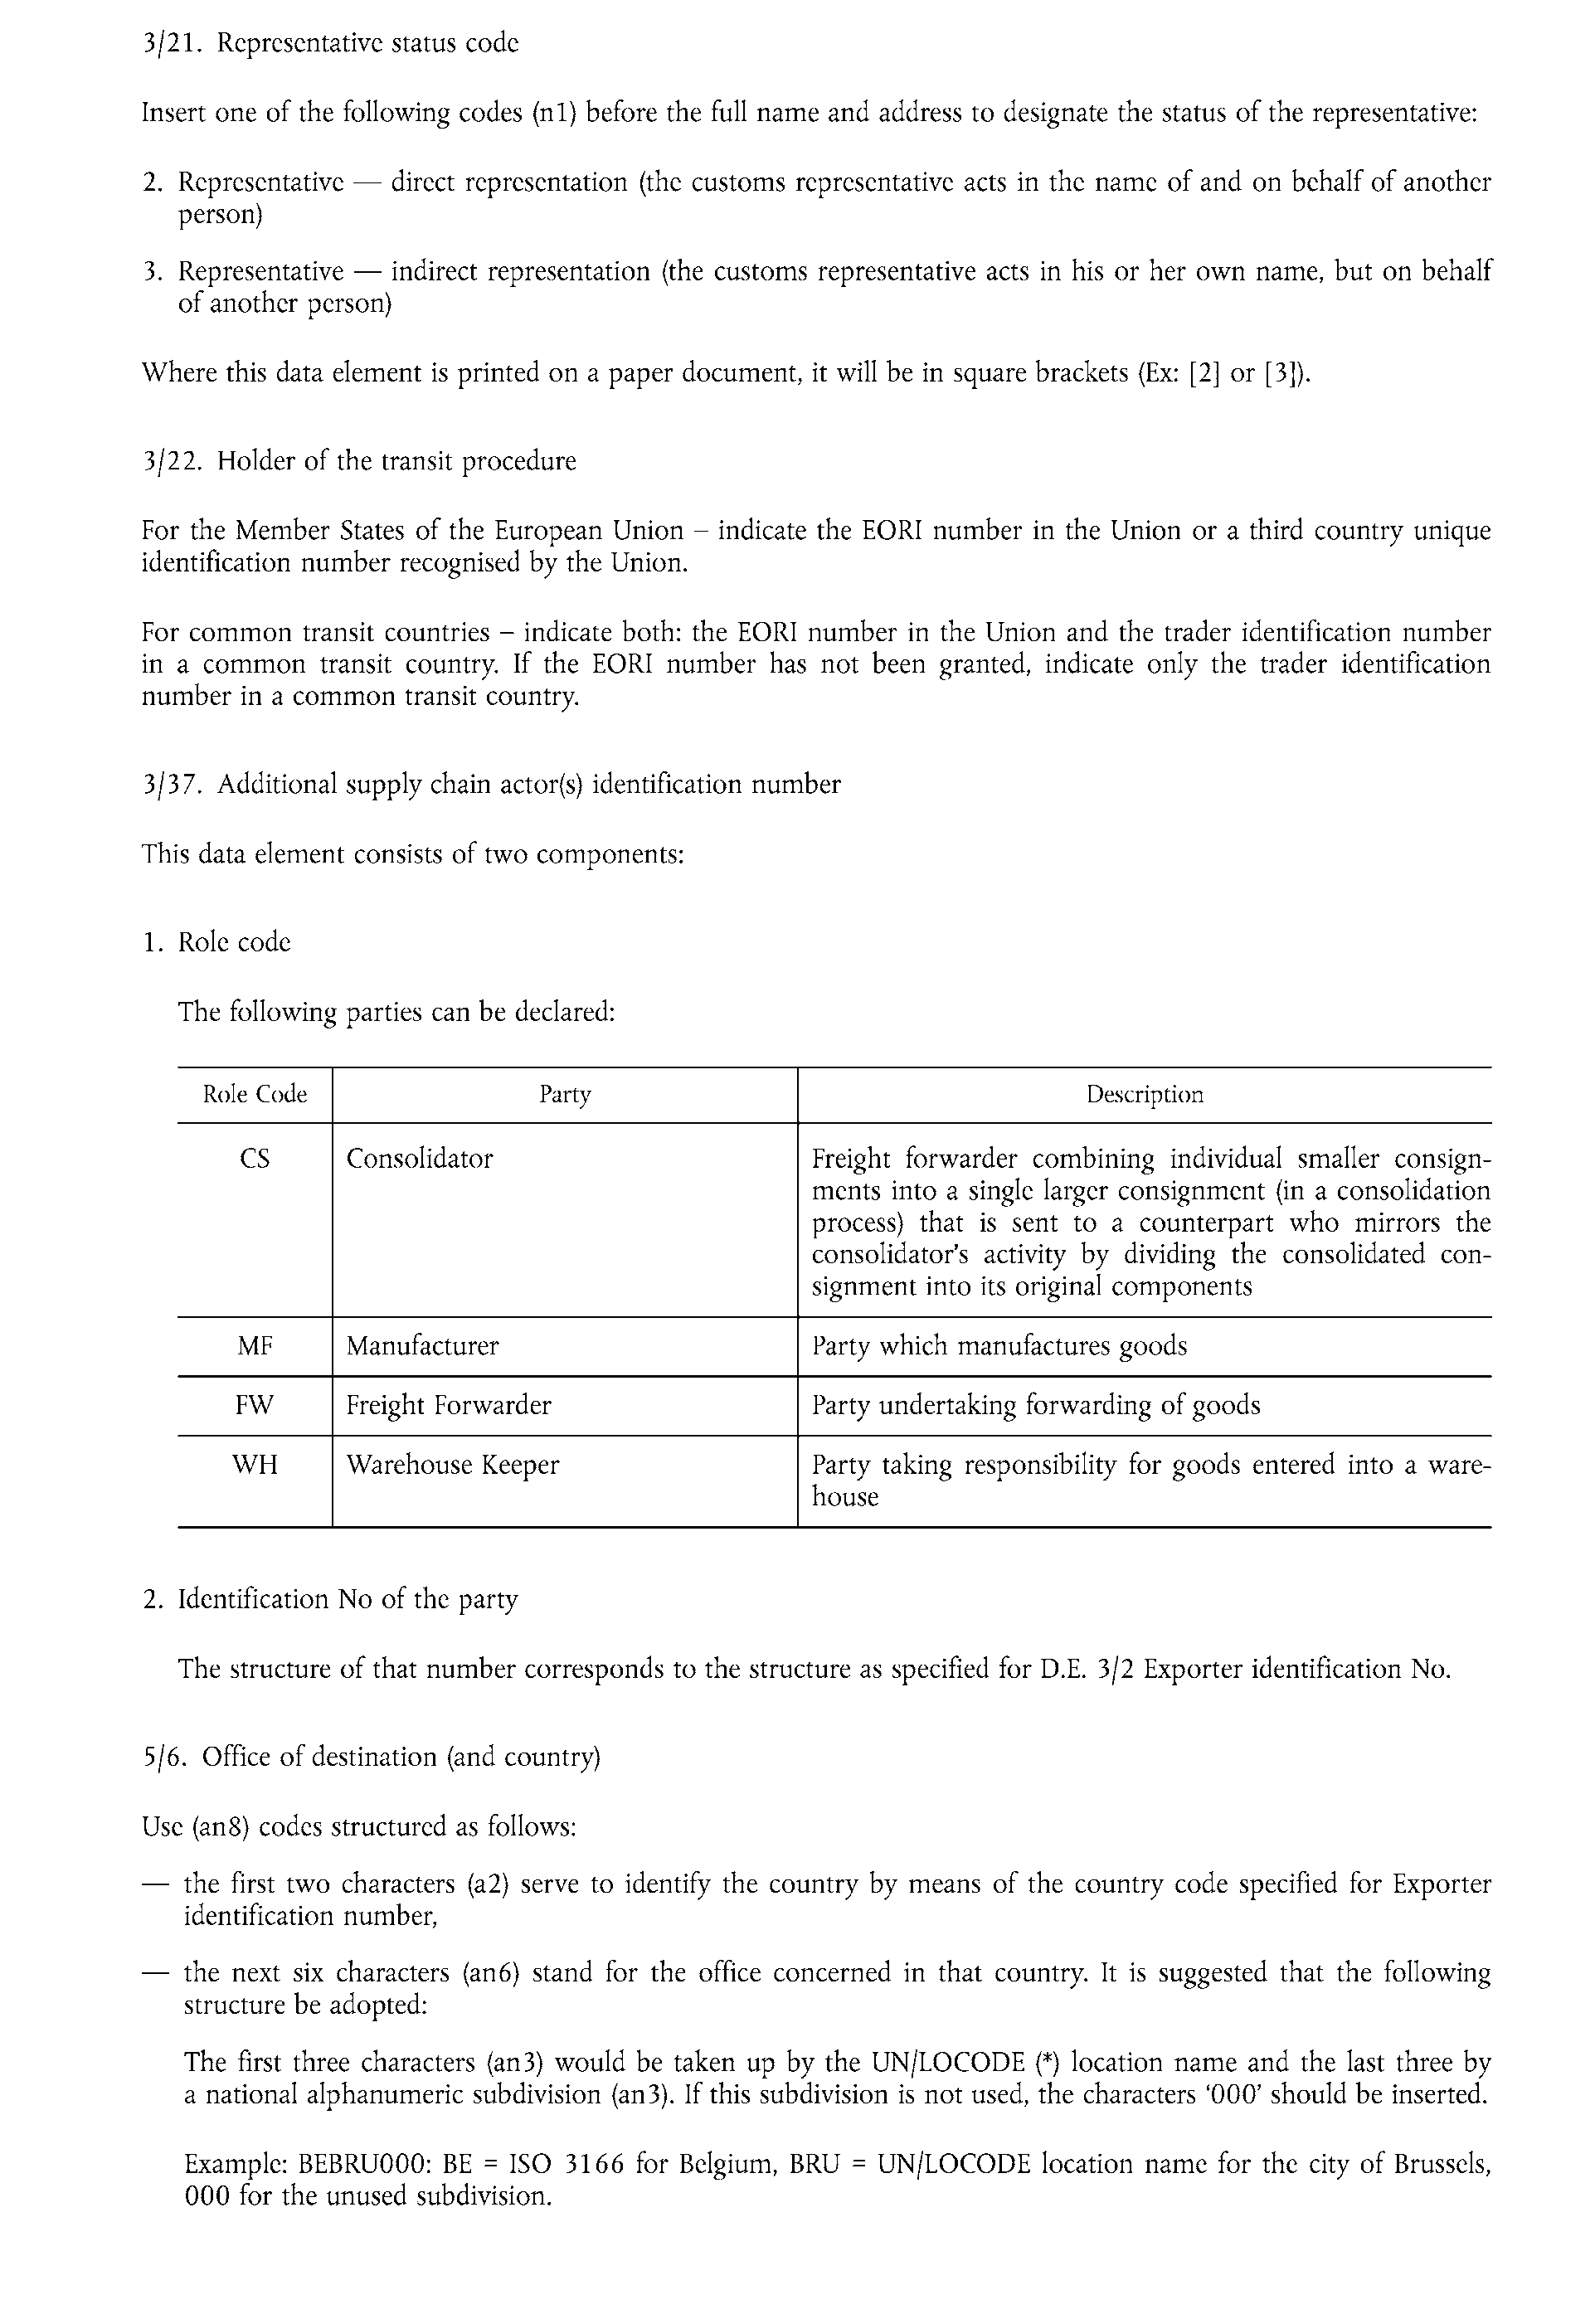 3/21. Representative status code
Insert one of the following codes (n1) before the full name and address to designate the status of the representative:
2. Representative — direct representation (the customs representative acts in the name of and on behalf of another
person)
3. Representative — indirect representation (the customs representative acts in his or her own name, but on behalf
of another person)
Where this data element is printed on a paper document, it will be in square brackets (Ex: [2] or [3]).
3/22. Holder of the transit procedure
For the Member States of the European Union – indicate the EORI number in the Union or a third country unique
identification number recognised by the Union.
For common transit countries – indicate both: the EORI number in the Union and the trader identification number
in a common transit country. If the EORI number has not been granted, indicate only the trader identification
number in a common transit country.
3/37. Additional supply chain actor(s) identification number
This data element consists of two components:
1. Role code
The following parties can be declared:
Role Code Party Description
CS Consolidator Freight forwarder combining individual smaller consign-
ments into a single larger consignment (in a consolidation
process) that is sent to a counterpart who mirrors the
consolidator's activity by dividing the consolidated con-
signment into its original components
MF Manufacturer Party which manufactures goods
FW Freight Forwarder Party undertaking forwarding of goods
WH Warehouse Keeper Party taking responsibility for goods entered into a ware-
house
2. Identification No of the party
The structure of that number corresponds to the structure as specified for D.E. 3/2 Exporter identification No.
5/6. Office of destination (and country)
Use (an8) codes structured as follows:
— the first two characters (a2) serve to identify the country by means of the country code specified for Exporter
identification number,
— the next six characters (an6) stand for the office concerned in that country. It is suggested that the following
structure be adopted:
The first three characters (an3) would be taken up by the UN/LOCODE (*) location name and the last three by
a national alphanumeric subdivision (an3). If this subdivision is not used, the characters ‘000’ should be inserted.
Example: BEBRU000: BE = ISO 3166 for Belgium, BRU = UN/LOCODE location name for the city of Brussels,
000 for the unused subdivision.